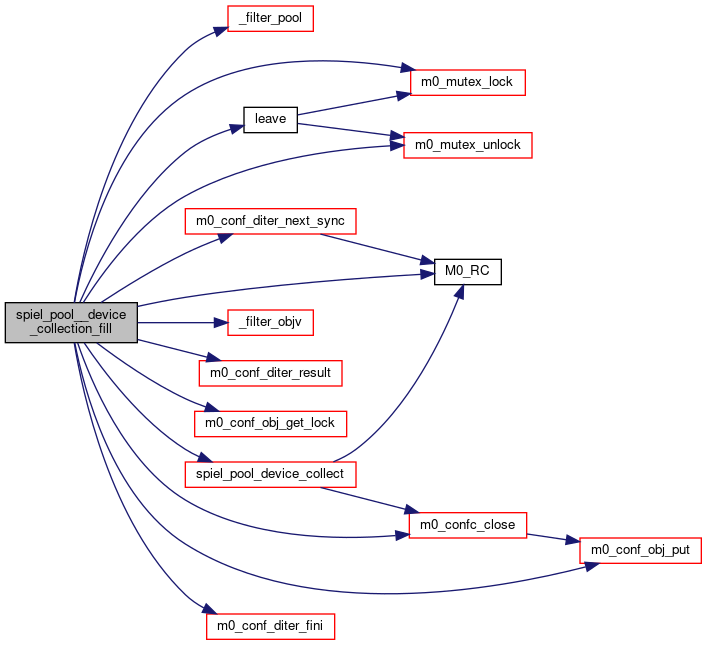 _filter_pool
m0_mutex_lock
leave
m0_mutex_unlock
m0_conf_diter_next_sync
M0_RC
spiel_pool__device
_collection_fill
_filter_objv
m0_conf_diter_result
m0_conf_obj_get_lock
spiel_pool_device_collect
m0_confc_close
m0_conf_obj_put
m0_conf_diter_fini